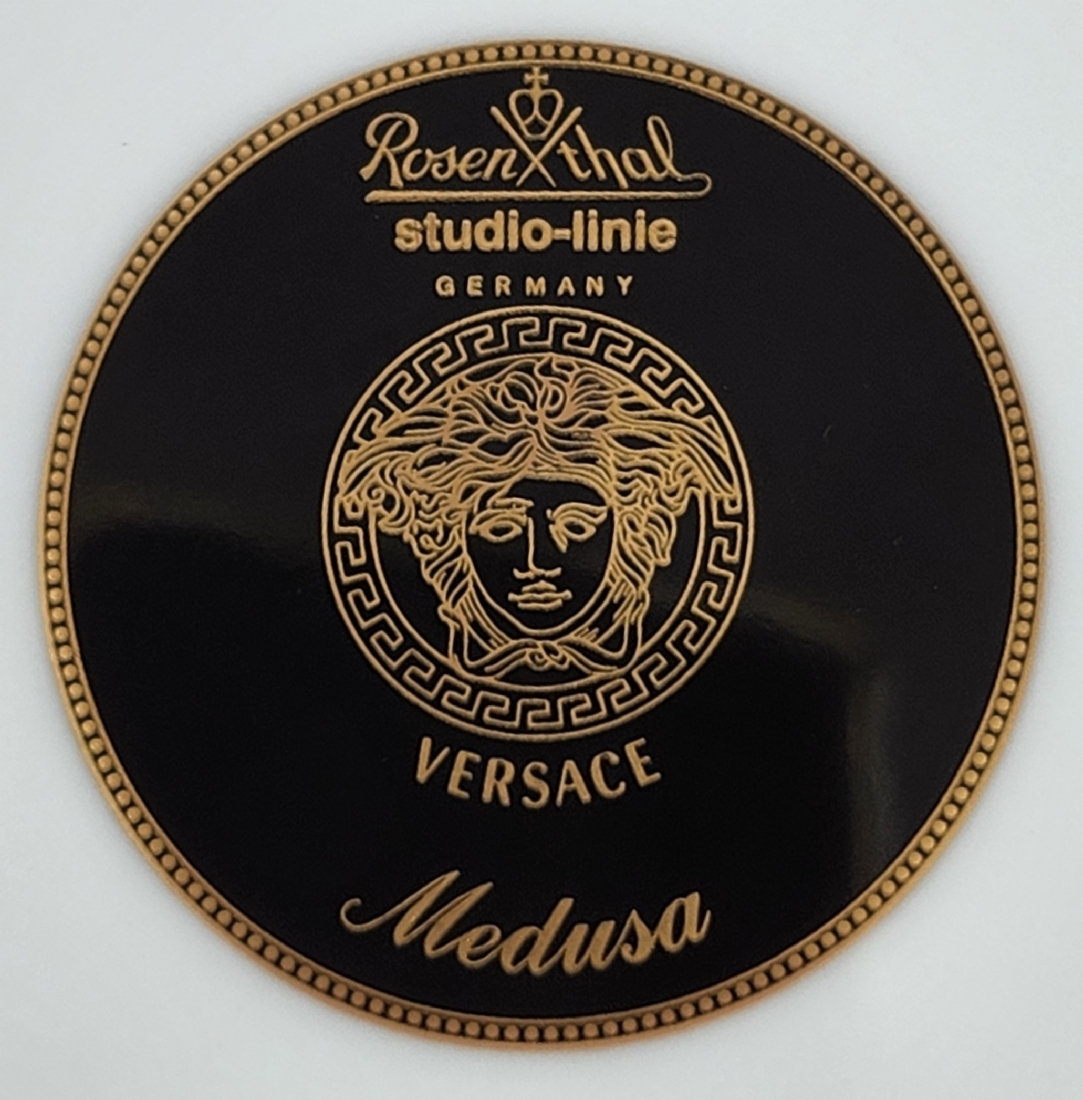 Rosenthal
studio-linie
GERMANY
VERSACE
Medusa